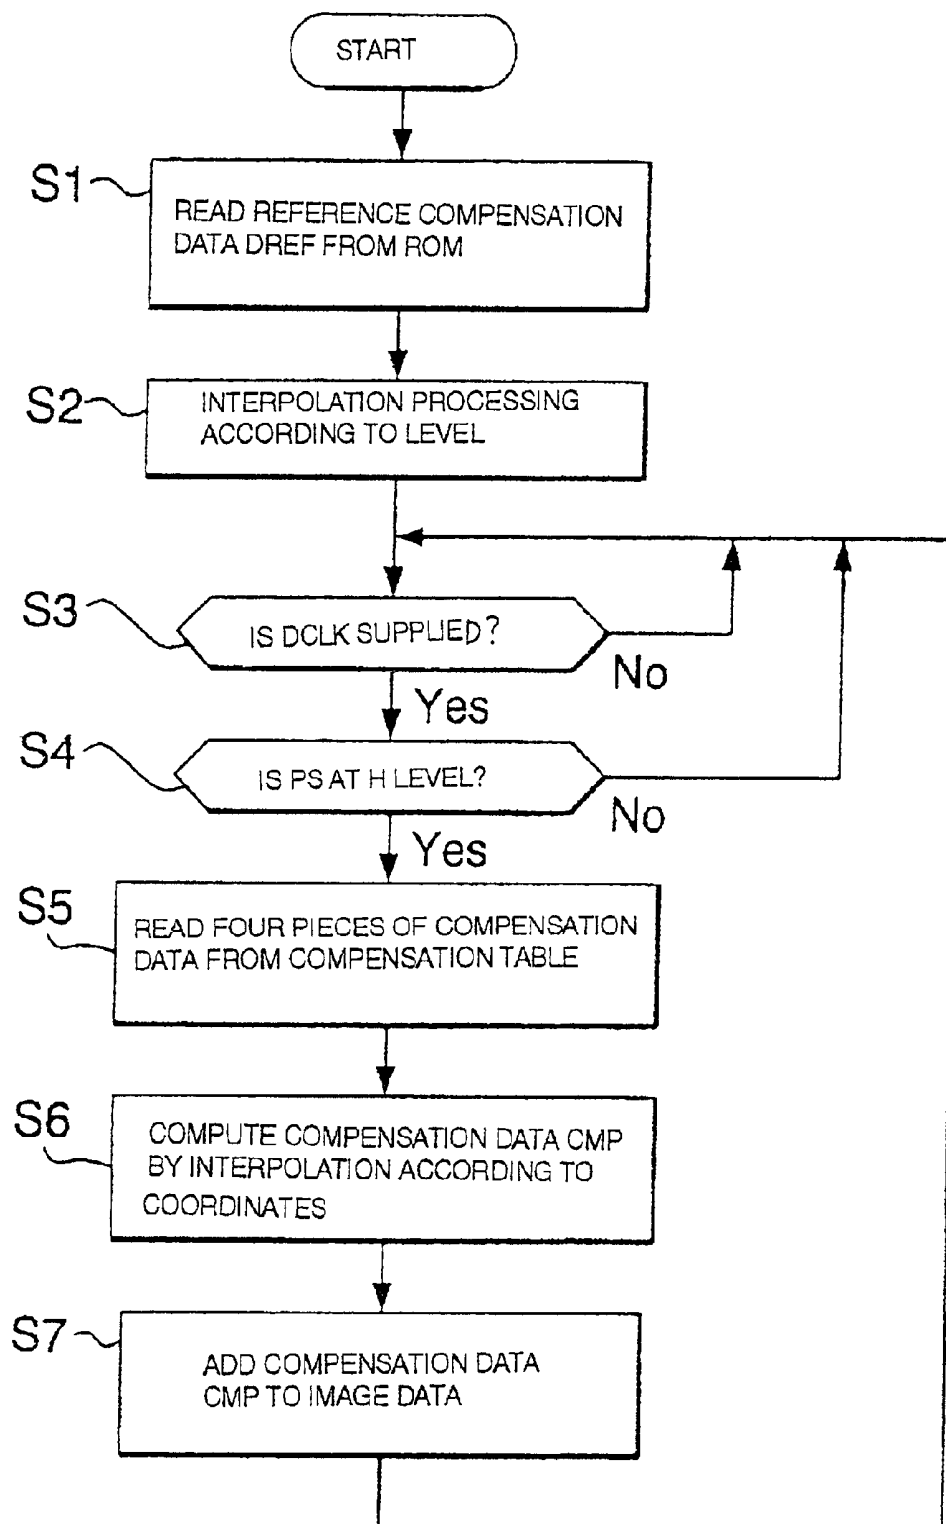 START
S1
READ REFERENCE COMPENSATION
DATA DREF FROM ROM
S2
INTERPOLATION PROCESSING
ACCORDING TO LEVEL
S3
IS DCLK SUPPLIED?
No
Yes
S4
IS PS AT H LEVEL?
No
Yes
S5
READ FOUR PIECES OF COMPENSATION
DATA FROM COMPENSATION TABLE
S6
COMPUTE COMPENSATION DATA CMP
BY INTERPOLATION ACCORDING TO
COORDINATES
S7
ADD COMPENSATION DATA
CMP TO IMAGE DATA